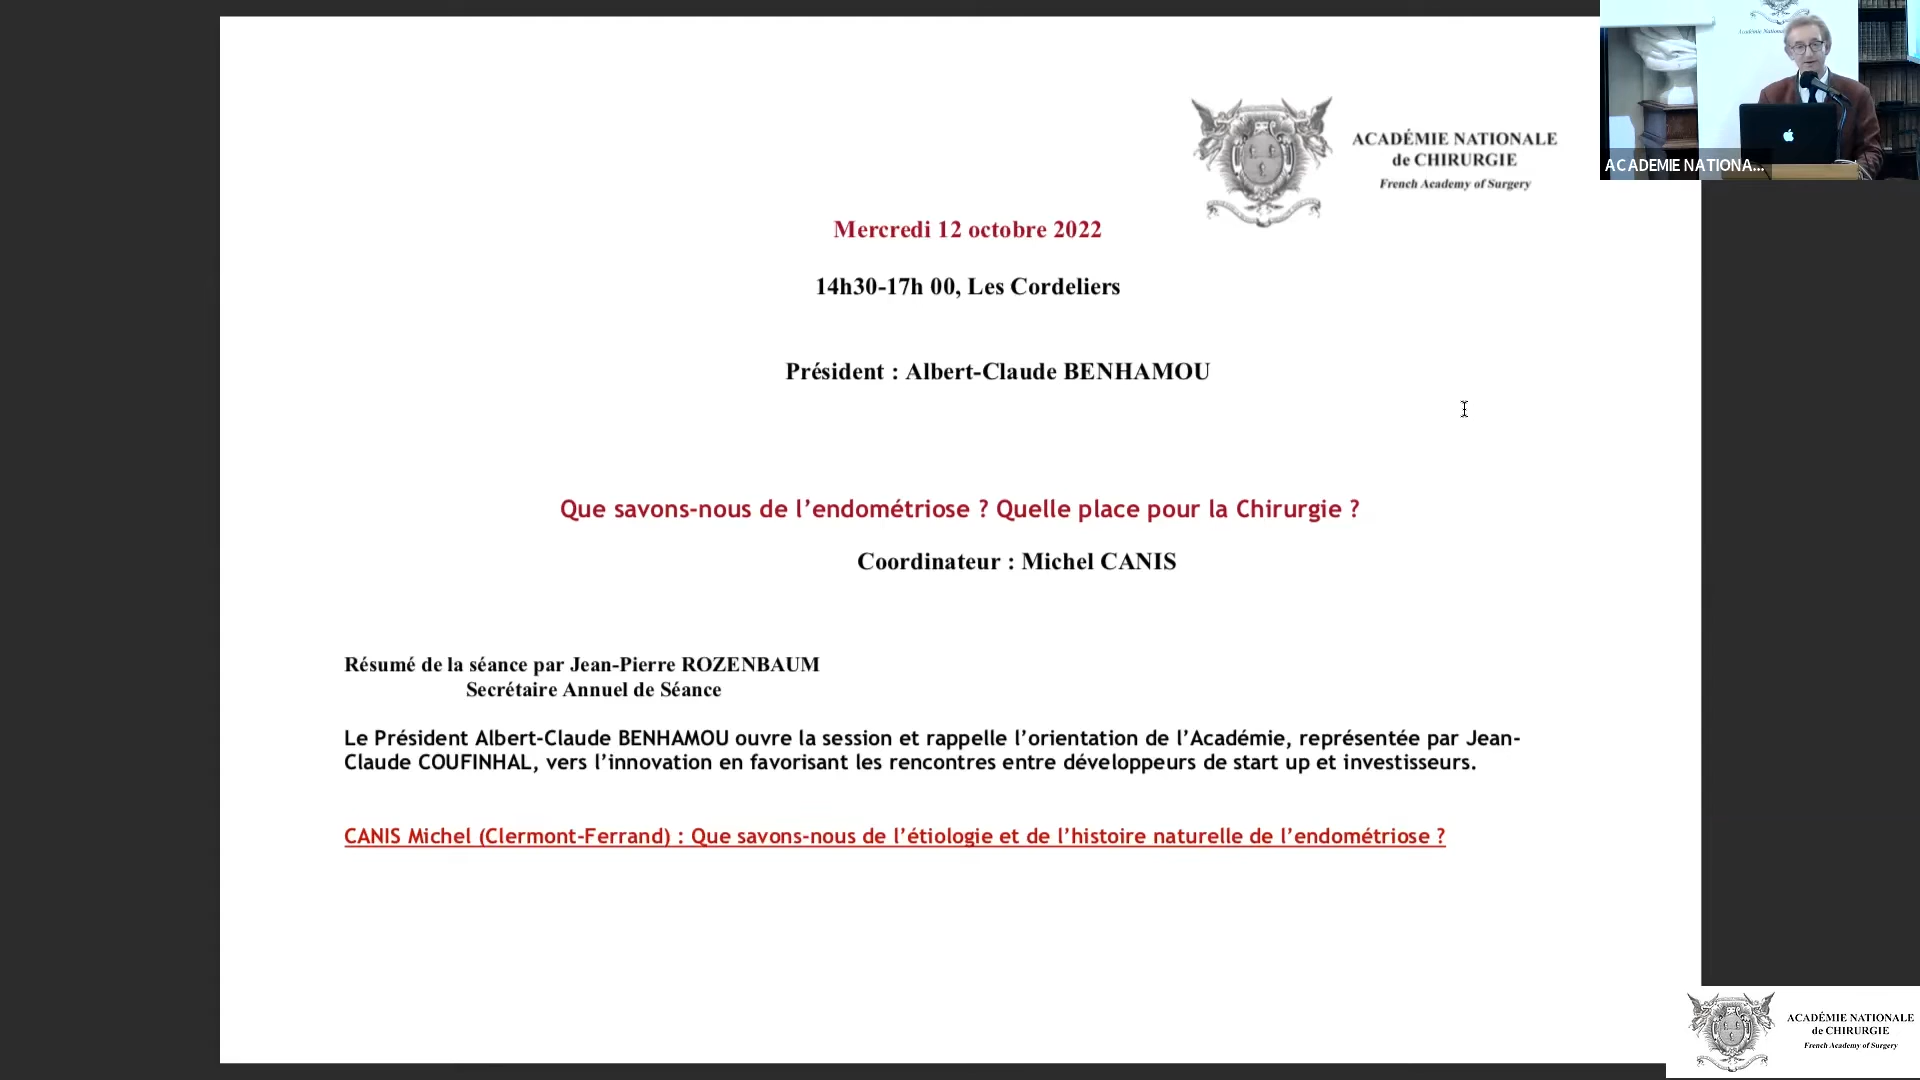 ACADÉMIE NATIONALE
de CHIRURGIE
French Academy of Surgery
ACADEMIE NATIONA...
Mercredi 12 octobre 2022
14h30-17h 00, Les Cordeliers
Président : Albert-Claude BENHAMOU
Que savons-nous de l’endométriose ? Quelle place pour la Chirurgie ?
Coordinateur : Michel CANIS
Résumé de la séance par Jean-Pierre ROZENBAUM
Secrétaire Annuel de Séance
Le Président Albert-Claude BENHAMOU ouvre la session et rappelle l’orientation de l’Académie, représentée par Jean-
Claude COUFINHAL, vers l’innovation en favorisant les rencontres entre développeurs de start up et investisseurs.
CANIS Michel (Clermont-Ferrand) : Que savons-nous de l’étiologie et de l’histoire naturelle de l’endométriose ?
ACADÉMIE NATIONALE
de CHIRURGIE
French Academy of Surgery